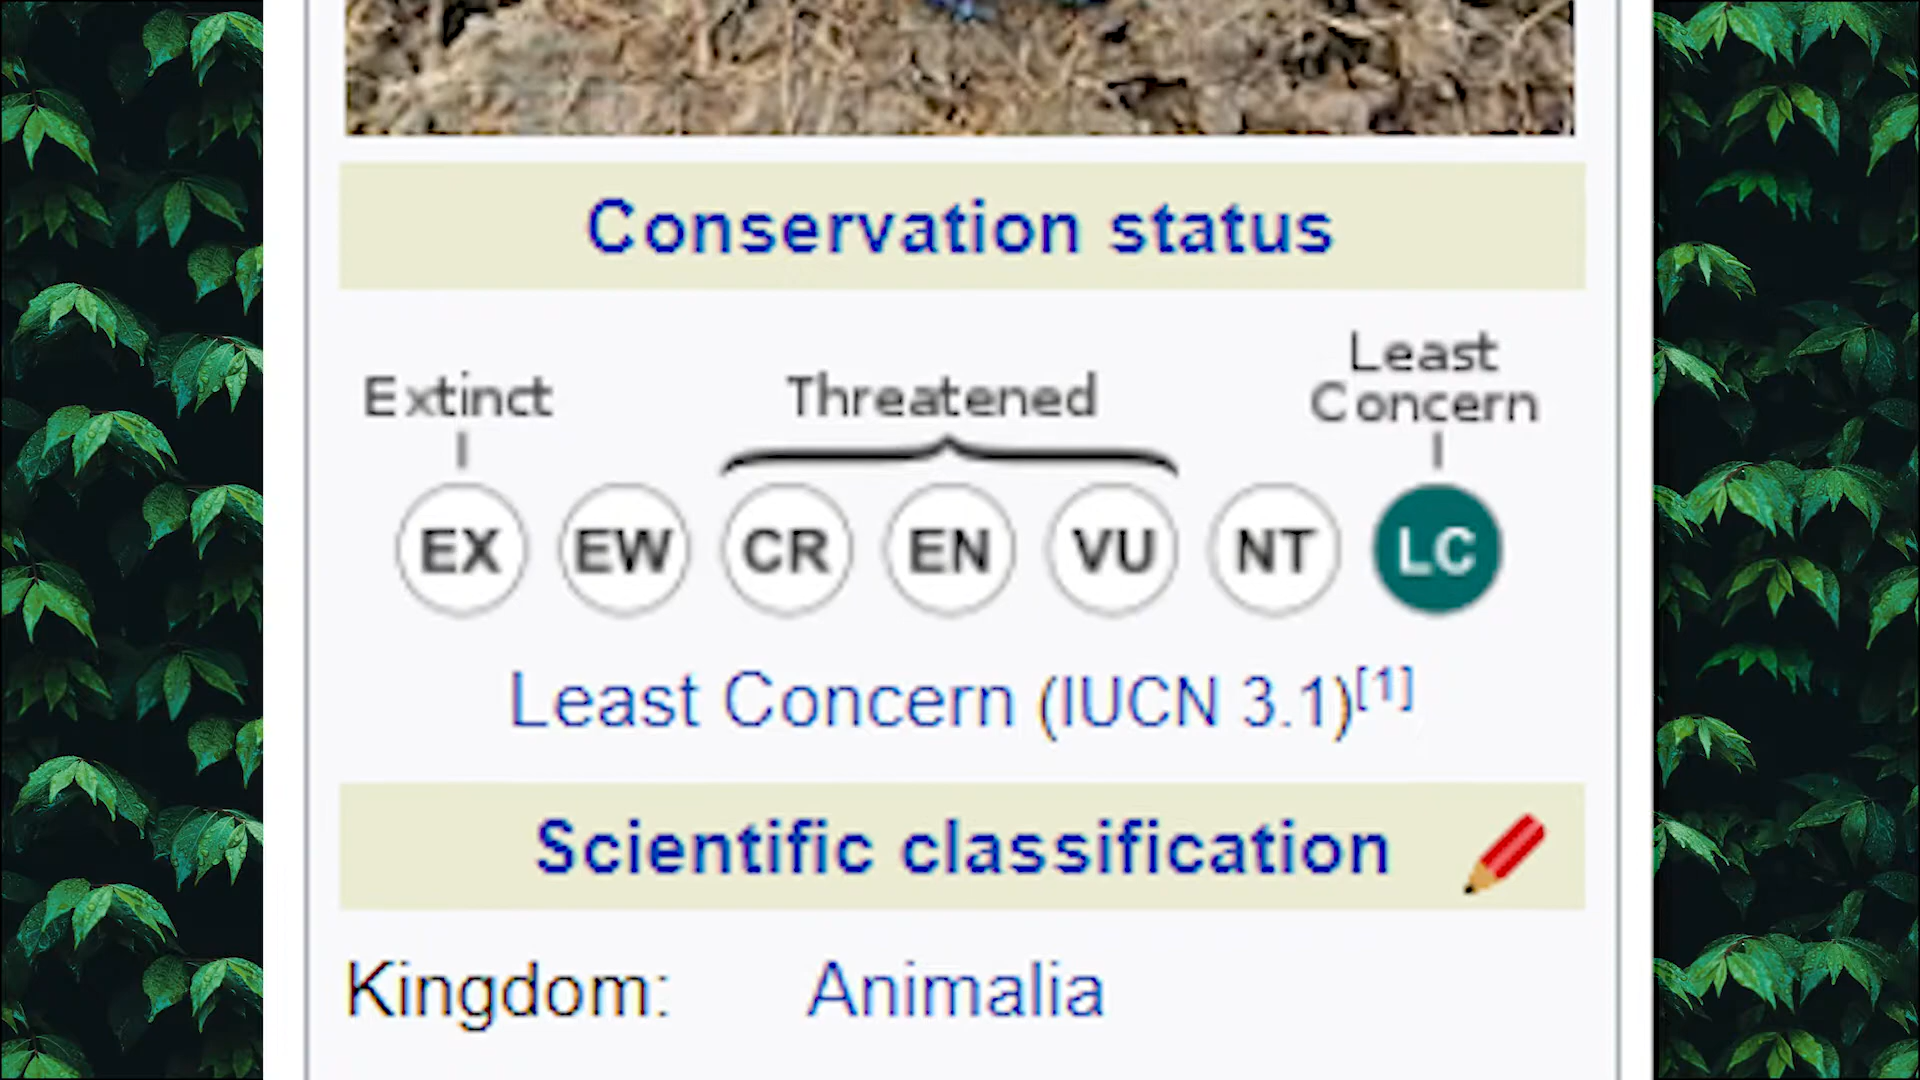 Conservation status
Least
Extinct Threatened Concern
EX EW CR EN VU NT LC
Least Concern (IUCN 3.1)[1]
Scientific classification
Kingdom: Animalia